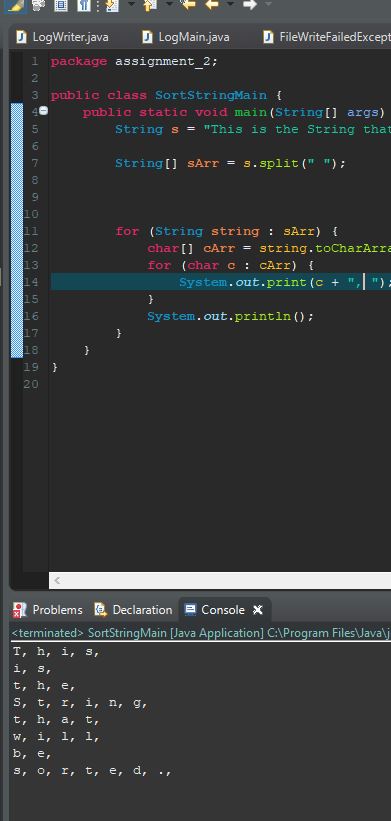 LogWriter.java LogMain.java FileWriteFailedExcept
1 package assignment_2;
2
3 public class SortStringMain {
4 public static void main(String[] args)
5 String s = "This is the String that
6
7 String[] sArr = s.split(" ");
8
9
10
11 for (String string : sArr) {
12 char[] cArr = string.toCharArra
13 for (char c : cArr) {
14 System.out.print(c + ", ");
15 }
16 System.out.println();
17 }
18 }
19 }
20
Problems Declaration Console
<terminated> SortStringMain [Java Application] C:\Program Files\Java\j
T, h, i, s,
i, s,
t, h, e,
S, t, r, i, n, g,
t, h, a, t,
w, i, l, l,
b, e,
s, o, r, t, e, d, .,